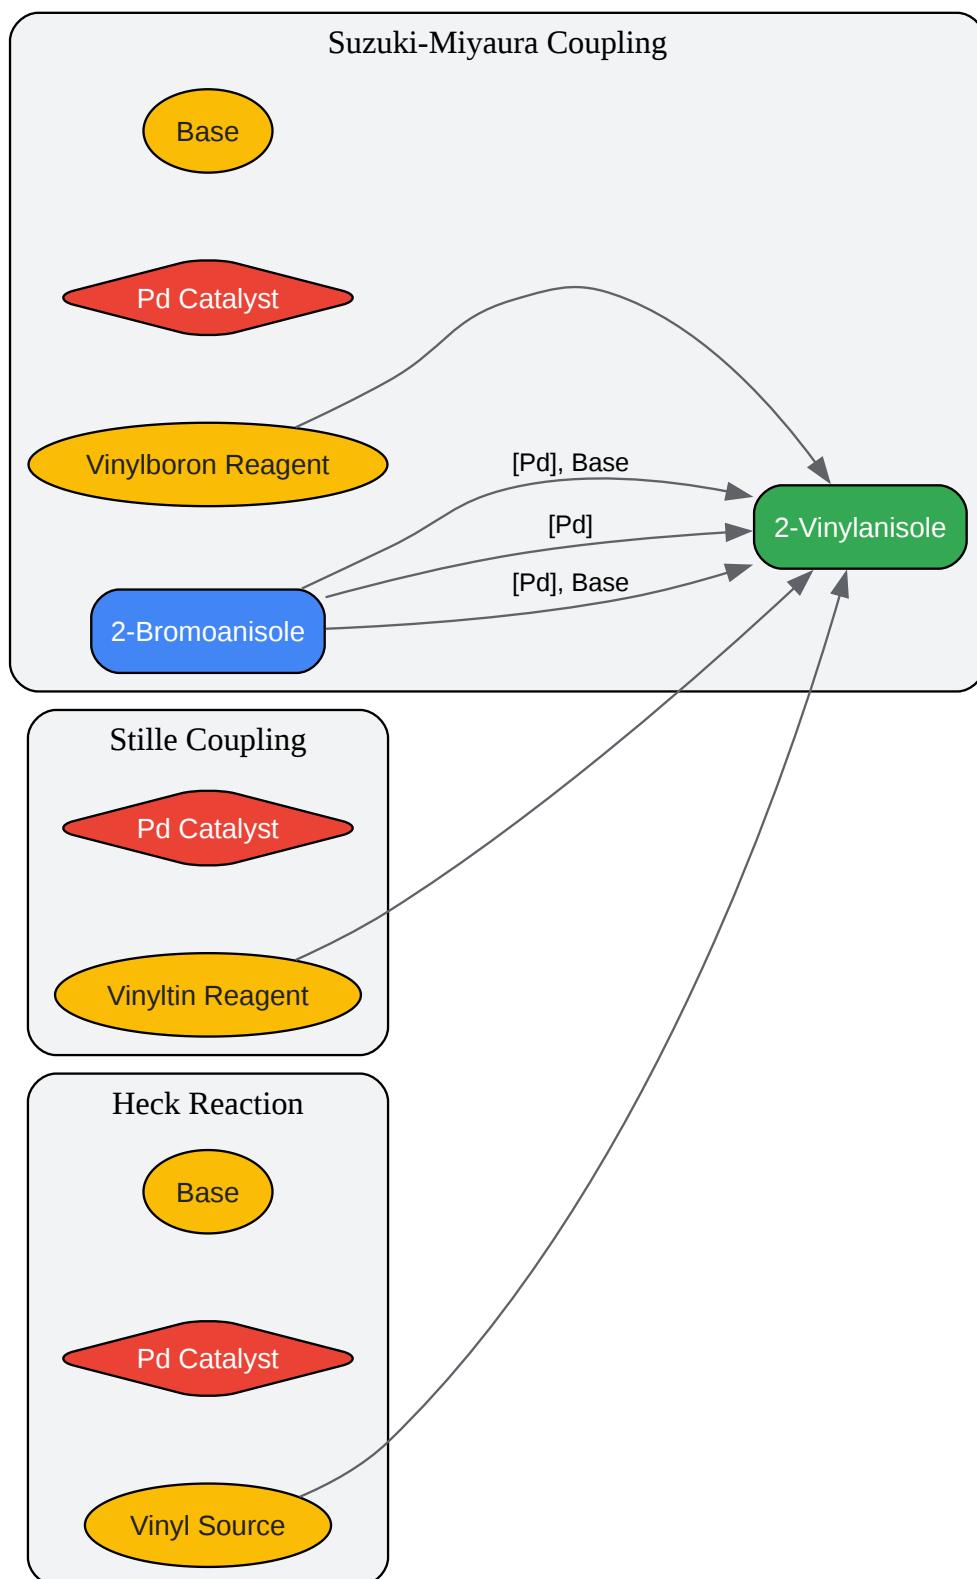 Suzuki-Miyaura Coupling
Base
Pd Catalyst
Vinylboron Reagent
[Pd], Base
[Pd]
2-Vinylanisole
[Pd], Base
2-Bromoanisole
Stille Coupling
Pd Catalyst
Vinyltin Reagent
Heck Reaction
Base
Pd Catalyst
Vinyl Source